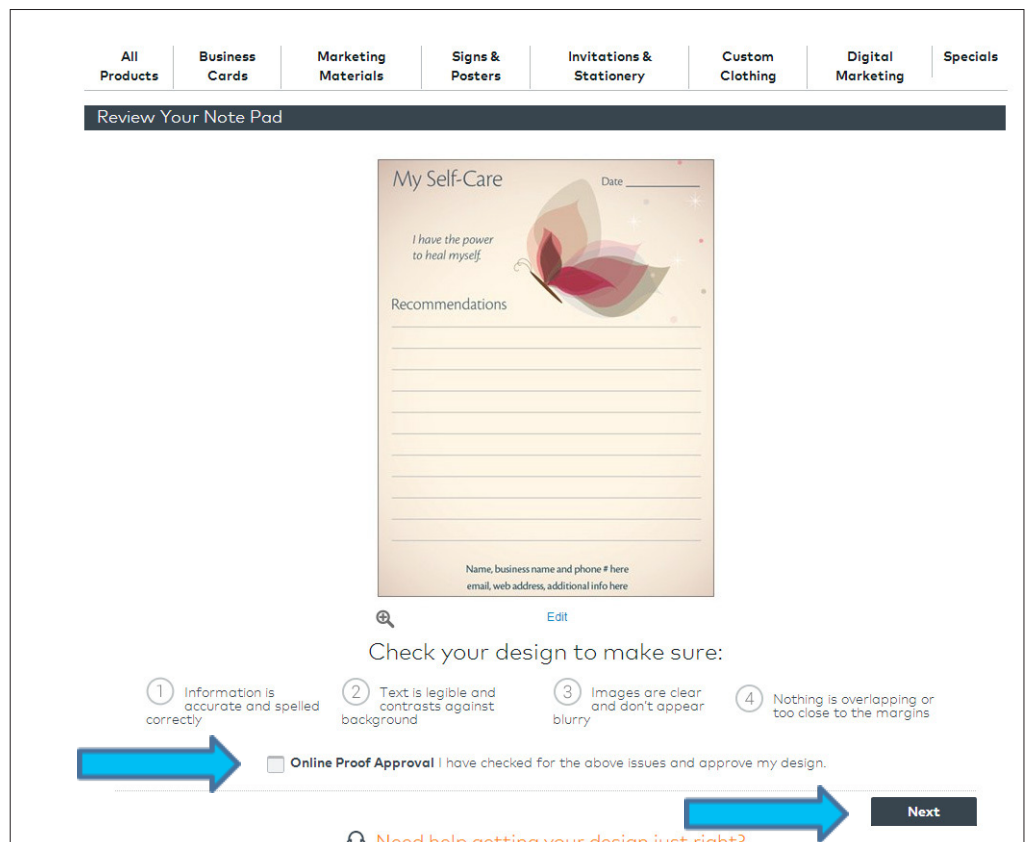 All Products
Business Cards
Marketing Materials
Signs & Posters
Invitations & Stationery
Custom Clothing
Digital Marketing
Specials
Review Your Note Pad
My Self-Care
Date
I have the power
to heal myself.
Recommendations
Name, business name and phone # here
email, web address, additional info here
Edit
Check your design to make sure:
1 Information is
accurate and spelled
correctly
2 Text is legible and
contrasts against
background
3 Images are clear
and don't appear
blurry
4 Nothing is overlapping or
too close to the margins
Online Proof Approval I have checked for the above issues and approve my design.
Next
Need help getting your design just right?